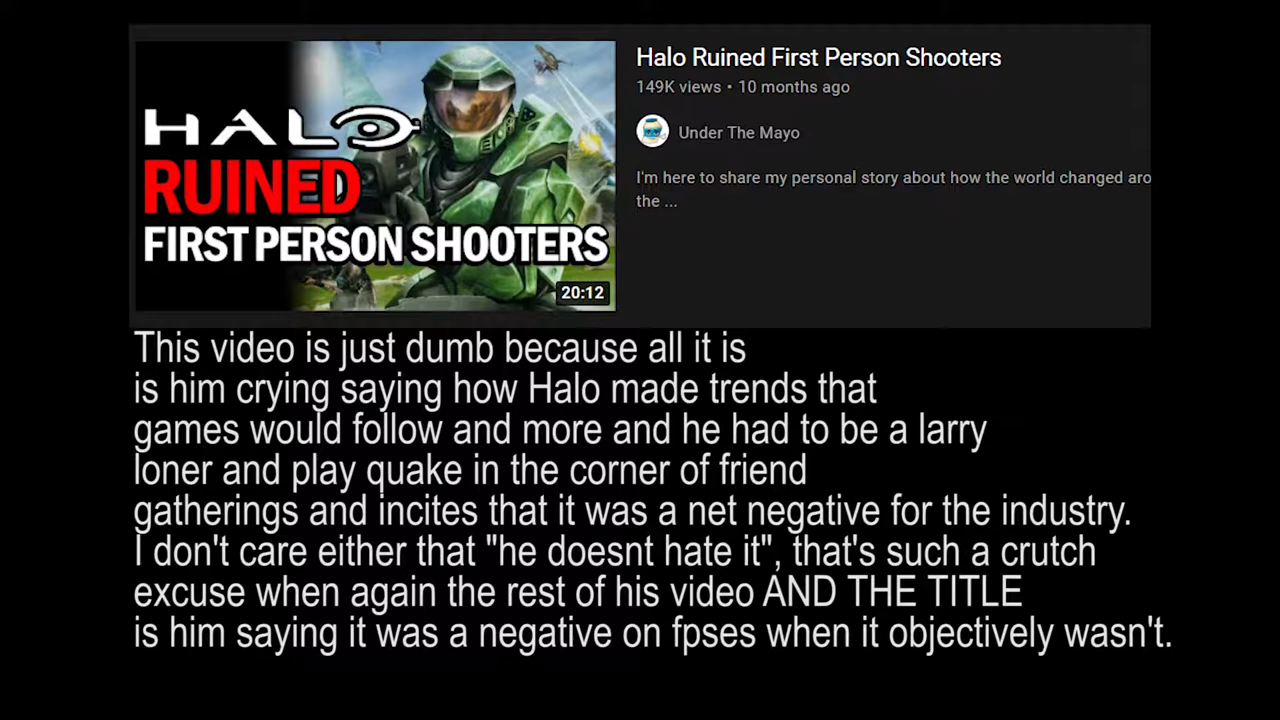 HALO
RUINED
FIRST PERSON SHOOTERS
20:12
Halo Ruined First Person Shooters
149K views • 10 months ago
Under The Mayo
I'm here to share my personal story about how the world changed aro
the ...
This video is just dumb because all it is
is him crying saying how Halo made trends that
games would follow and more and he had to be a larry
loner and play quake in the corner of friend
gatherings and incites that it was a net negative for the industry.
I don't care either that "he doesnt hate it", that's such a crutch
excuse when again the rest of his video AND THE TITLE
is him saying it was a negative on fpses when it objectively wasn't.